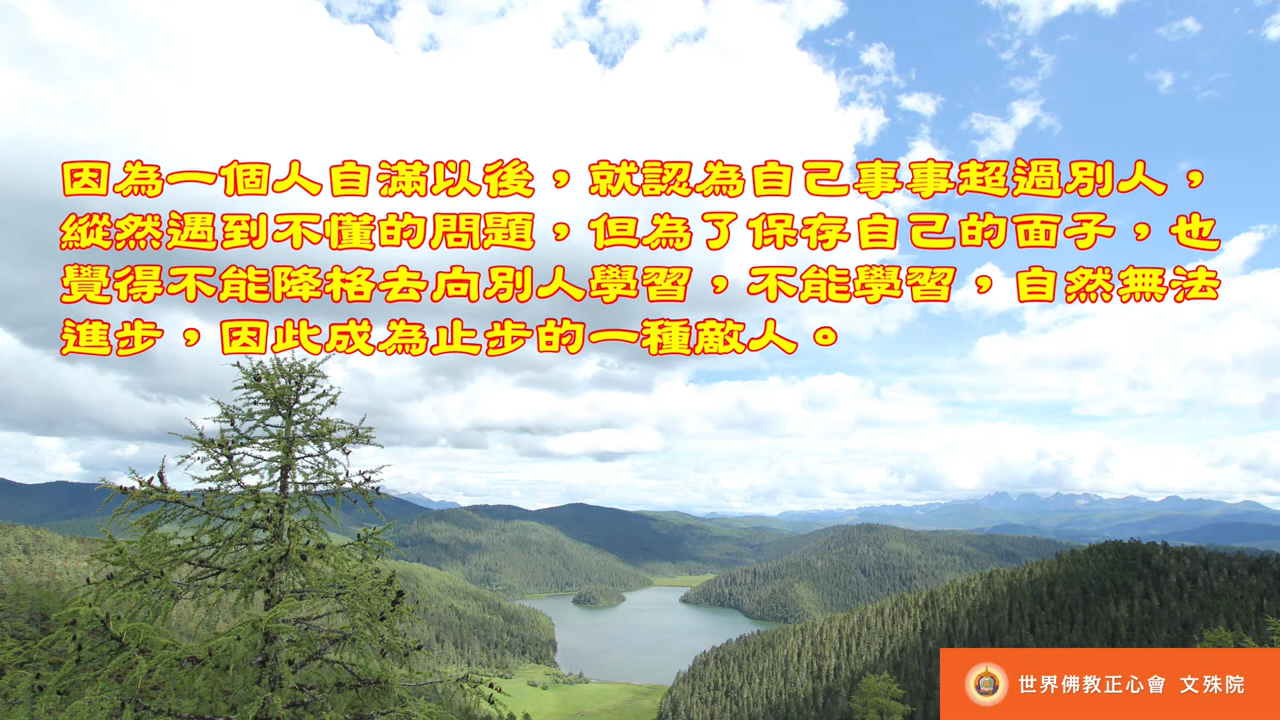 因為一個人自滿以後，就認為自己事事超過別人，
縱然遇到不懂的問題，但為了保存自己的面子，也
覺得不能降格去向別人學習，不能學習，自然無法
進步，因此成為止步的一種敵人。
世界佛教正心會 文殊院